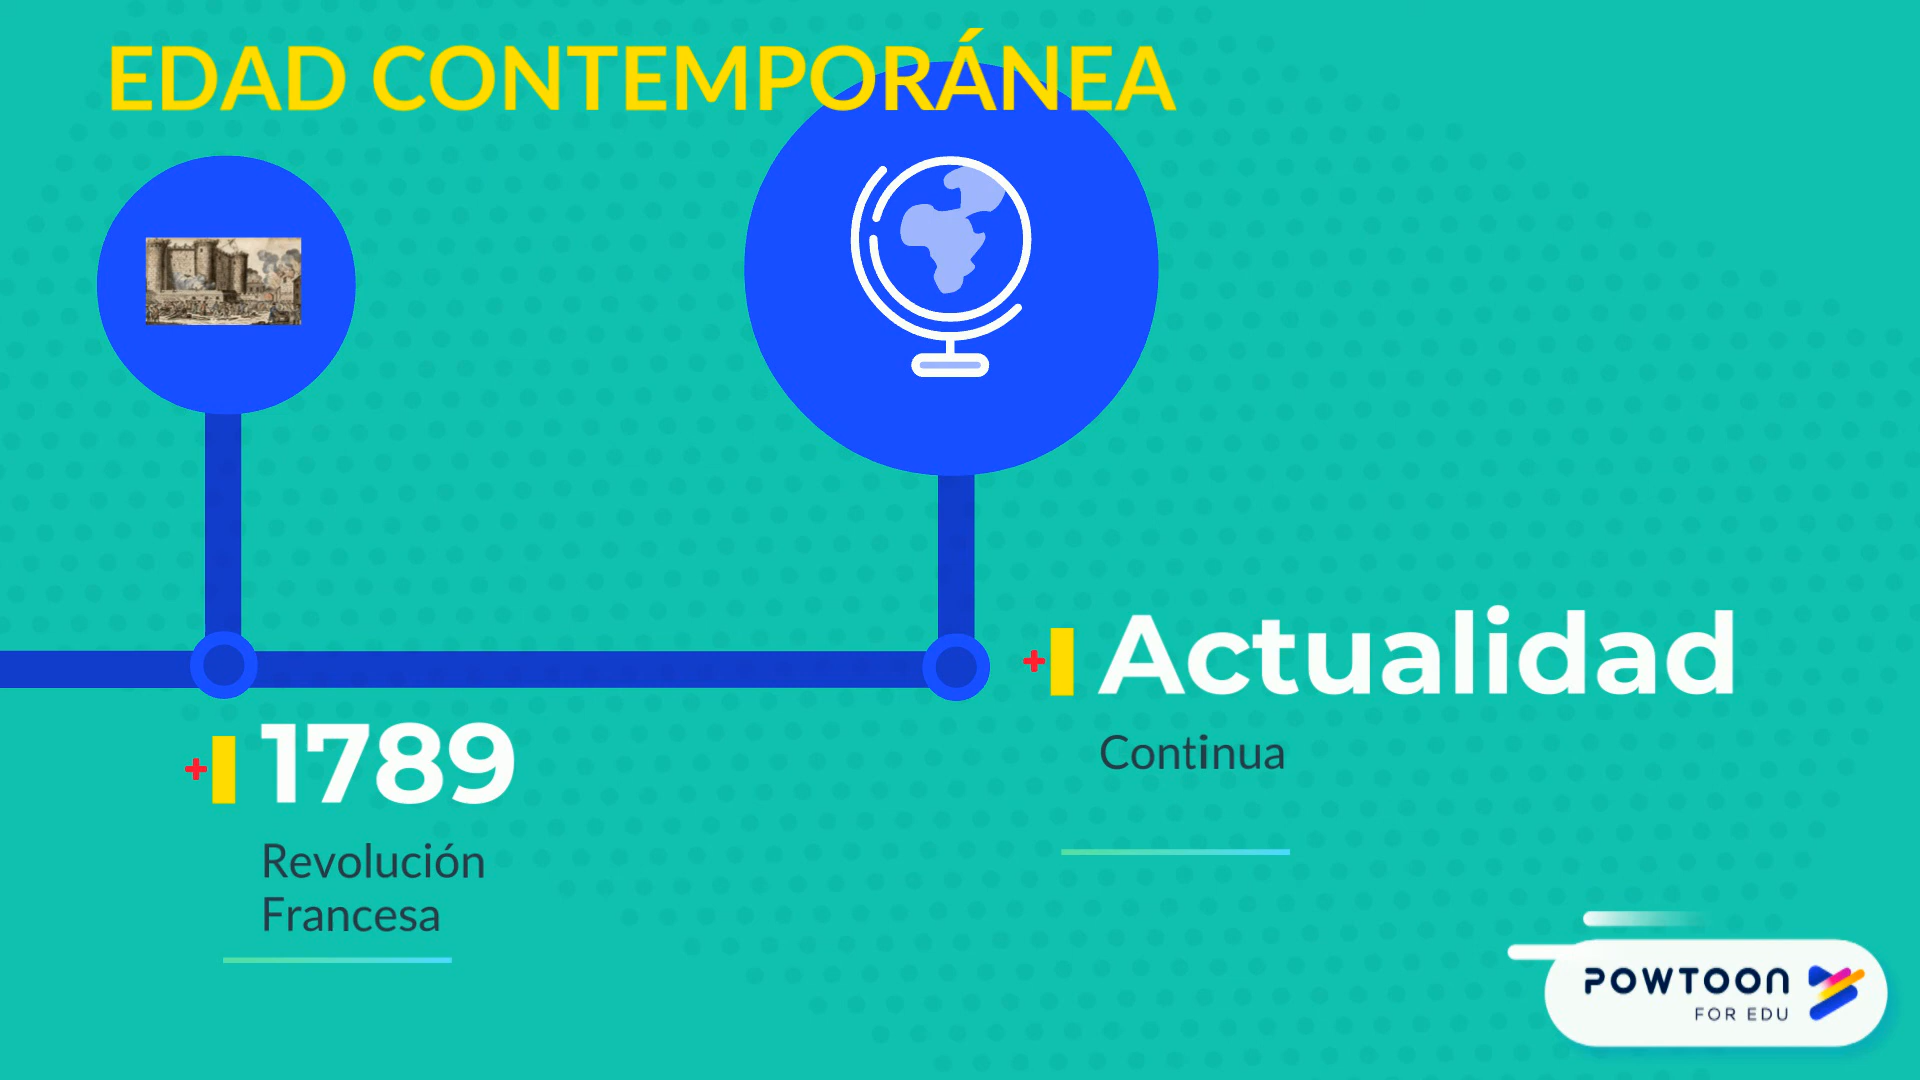 EDAD CONTEMPORÁNEA
Actualidad
Continua
1789
Revolución
Francesa
POWTOON
FOR EDU